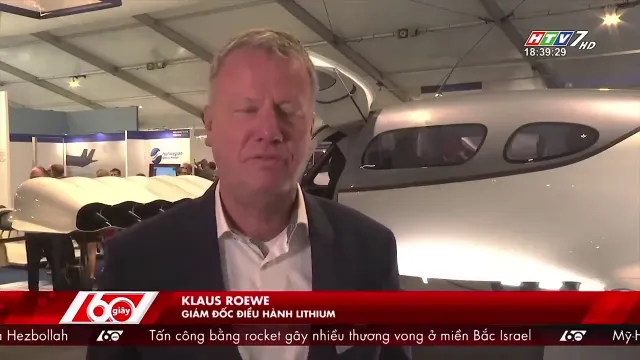 HTV7 HD
18:39:29
60 giây
KLAUS ROEWE
GIÁM ĐỐC ĐIỀU HÀNH LITHIUM
a Hezbollah 60 Tấn công bằng rocket gây nhiều thương vong ở miền Bắc Israel 60 Mỹ-H